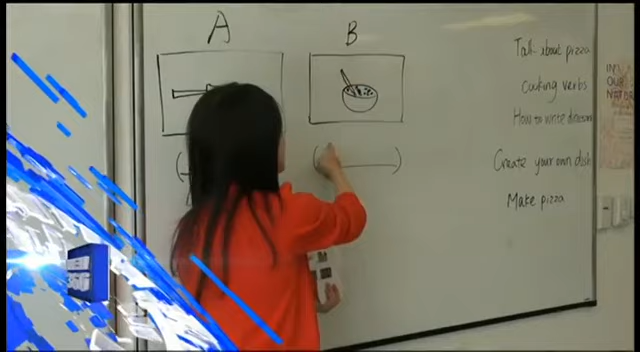 A
B
Talk about pizza
Cooking verbs
How to write directions
Create your own dish
Make pizza